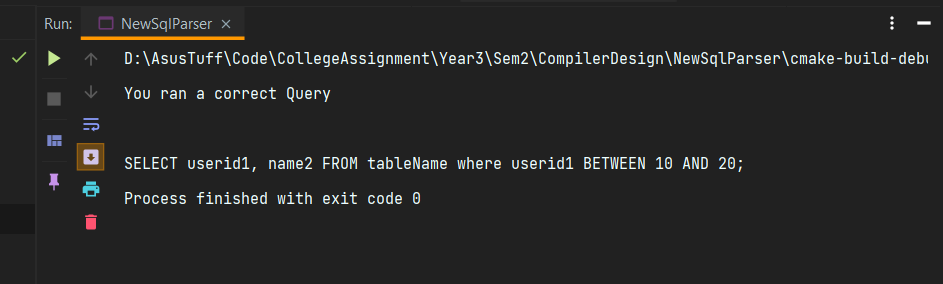 Run: NewSqlParser
D:\AsusTuff\Code\CollegeAssignment\Year3\Sem2\CompilerDesign\NewSqlParser\cmake-build-debu
You ran a correct Query
SELECT userid1, name2 FROM tableName where userid1 BETWEEN 10 AND 20;
Process finished with exit code 0